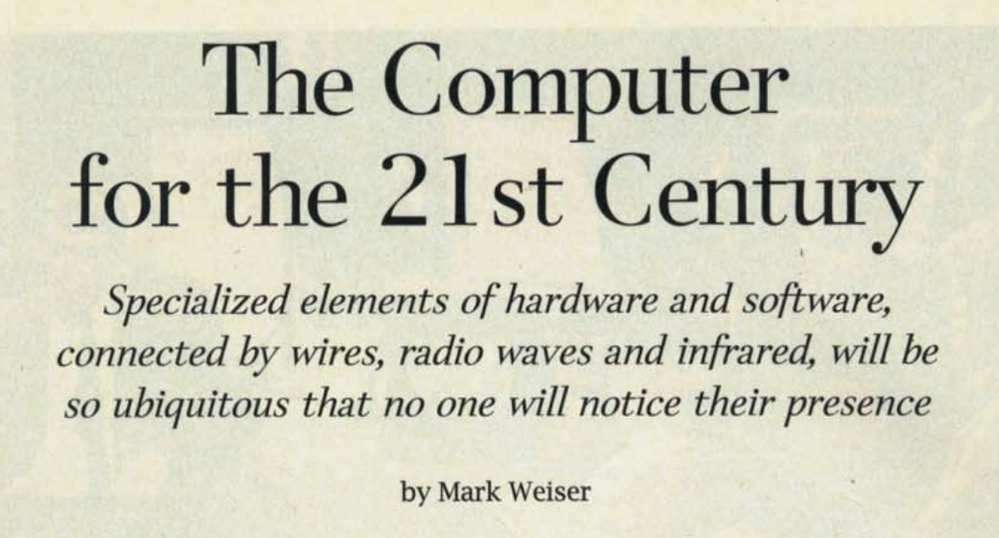 The Computer
for the 21st Century
Specialized elements of hardware and software,
connected by wires, radio waves and infrared, will be
so ubiquitous that no one will notice their presence
by Mark Weiser